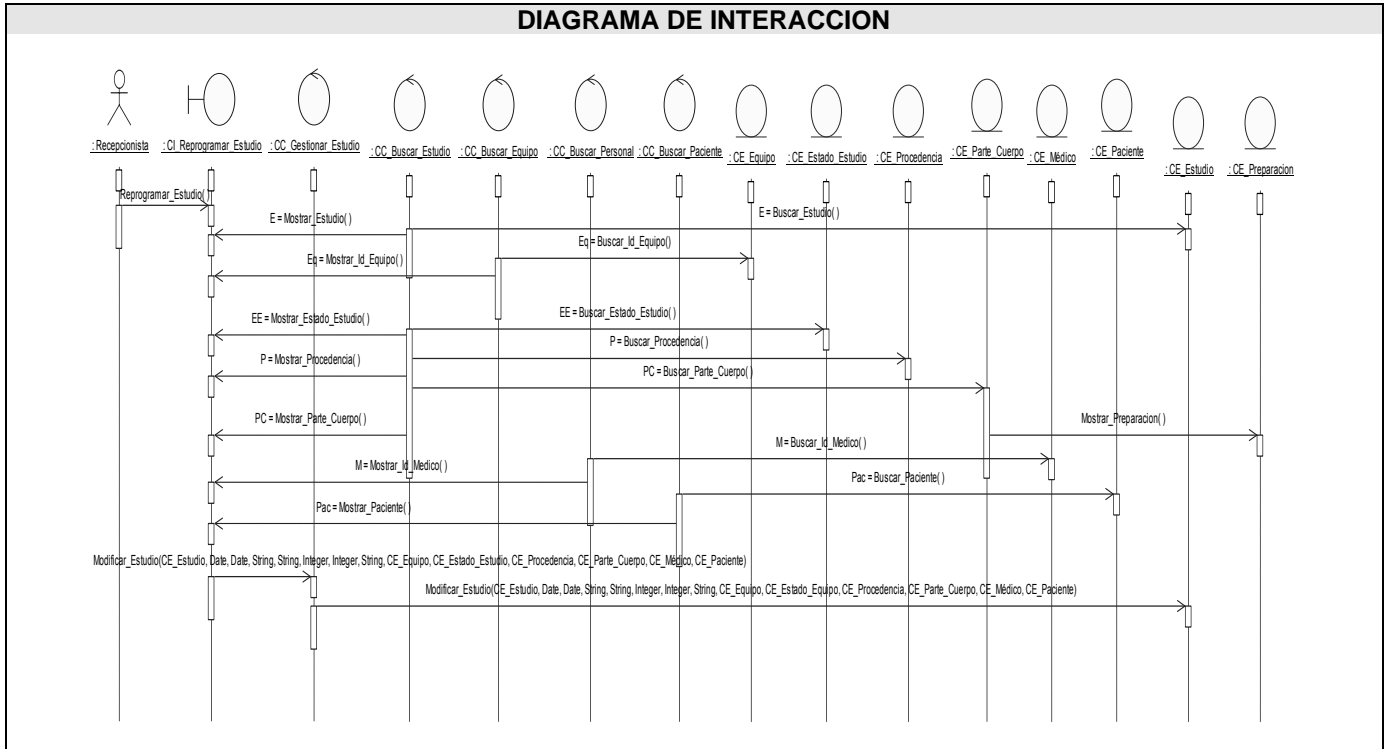 DIAGRAMA DE INTERACCION
: Recepcionista
: CI_Reprogramar_Estudio
: CC_Gestionar_Estudio
: CC_Buscar_Estudio
: CC_Buscar_Equipo
: CC_Buscar_Personal
: CC_Buscar_Paciente
: CE_Equipo
: CE_Estado_Estudio
: CE_Procedencia
: CE_Parte_Cuerpo
: CE_Médico
: CE_Paciente
: CE_Estudio
: CE_Preparacion
Reprogramar_Estudio( )
E = Mostrar_Estudio( )
E = Buscar_Estudio( )
Eq = Buscar_Id_Equipo()
Eq = Mostrar_Id_Equipo( )
EE = Mostrar_Estado_Estudio( )
EE = Buscar_Estado_Estudio( )
P = Buscar_Procedencia( )
P = Mostrar_Procedencia( )
PC = Buscar_Parte_Cuerpo( )
PC = Mostrar_Parte_Cuerpo( )
Mostrar_Preparacion( )
M = Buscar_Id_Medico( )
M = Mostrar_Id_Medico( )
Pac = Buscar_Paciente( )
Pac = Mostrar_Paciente( )
Modificar_Estudio(CE_Estudio, Date, Date, String, String, Integer, Integer, String, CE_Equipo, CE_Estado_Estudio, CE_Procedencia, CE_Parte_Cuerpo, CE_Médico, CE_Paciente)
Modificar_Estudio(CE_Estudio, Date, Date, String, String, Integer, Integer, String, CE_Equipo, CE_Estado_Equipo, CE_Procedencia, CE_Parte_Cuerpo, CE_Médico, CE_Paciente)